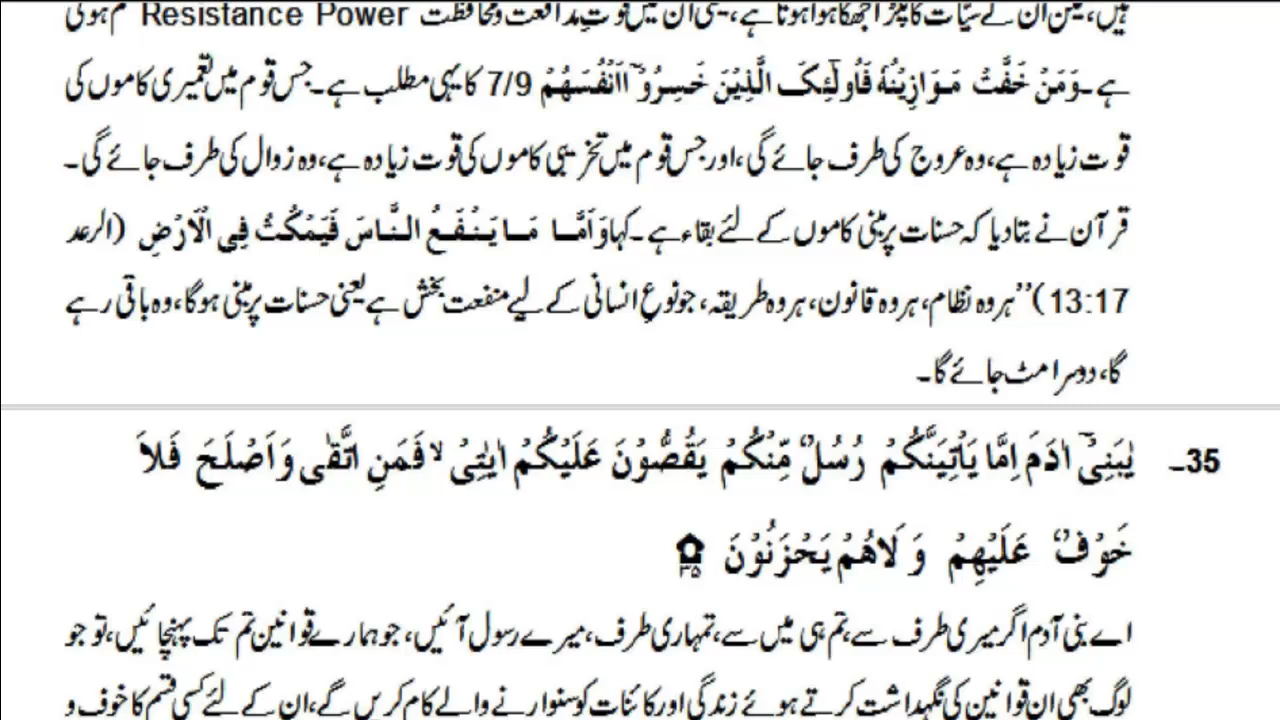 ہیں، لیکن ان کے سیّئات کا پلڑا جھکا ہوا ہوتا ہے، یعنی ان میں قوتِ مدافعت و محافظت Resistance Power کم ہوتی
ہے۔ وَمَنْ خَفَّتْ مَوَازِيْنُهٗ فَاُولٰٓئِكَ الَّذِيْنَ خَسِرُوْٓا اَنْفُسَهُمْ 7/9 کا یہی مطلب ہے۔ جس قوم میں تعمیری کاموں کی
قوت زیادہ ہے، وہ عروج کی طرف جائے گی، اور جس قوم میں تخریبی کاموں کی قوت زیادہ ہے، وہ زوال کی طرف جائے گی۔
قرآن نے بتادیا کہ حسنات پر مبنی کاموں کے لئے بقاء ہے۔ کہا وَاَمَّا مَا يَنْفَعُ النَّاسَ فَيَمْكُثُ فِى الْاَرْضِ (الرعد
13:17) ”ہر وہ نظام، ہر وہ قانون، ہر وہ طریقہ، جو نوعِ انسانی کے لیے منفعت بخش ہے یعنی حسنات پر مبنی ہوگا، وہ باقی رہے
گا، دوسرا مٹ جائے گا۔
35۔ يٰبَنِىْٓ اٰدَمَ اِمَّا يَاْتِيَنَّكُمْ رُسُلٌ مِّنْكُمْ يَقُصُّوْنَ عَلَيْكُمْ اٰيٰتِىْ ۙ فَمَنِ اتَّقٰى وَاَصْلَحَ فَلَا
خَوْفٌ عَلَيْهِمْ وَلَاهُمْ يَحْزَنُوْنَ ۝۳۵
اے بنی آدم اگر میری طرف سے، تم ہی میں سے، تمہاری طرف، میرے رسول آئیں، جو ہمارے قوانین تم تک پہنچائیں، تو جو
لوگ بھی ان قوانین کی نگہداشت کرتے ہوئے زندگی اور کائنات کو سنوارنے والے کام کریں گے، ان کے لئے کسی قسم کا خوف و